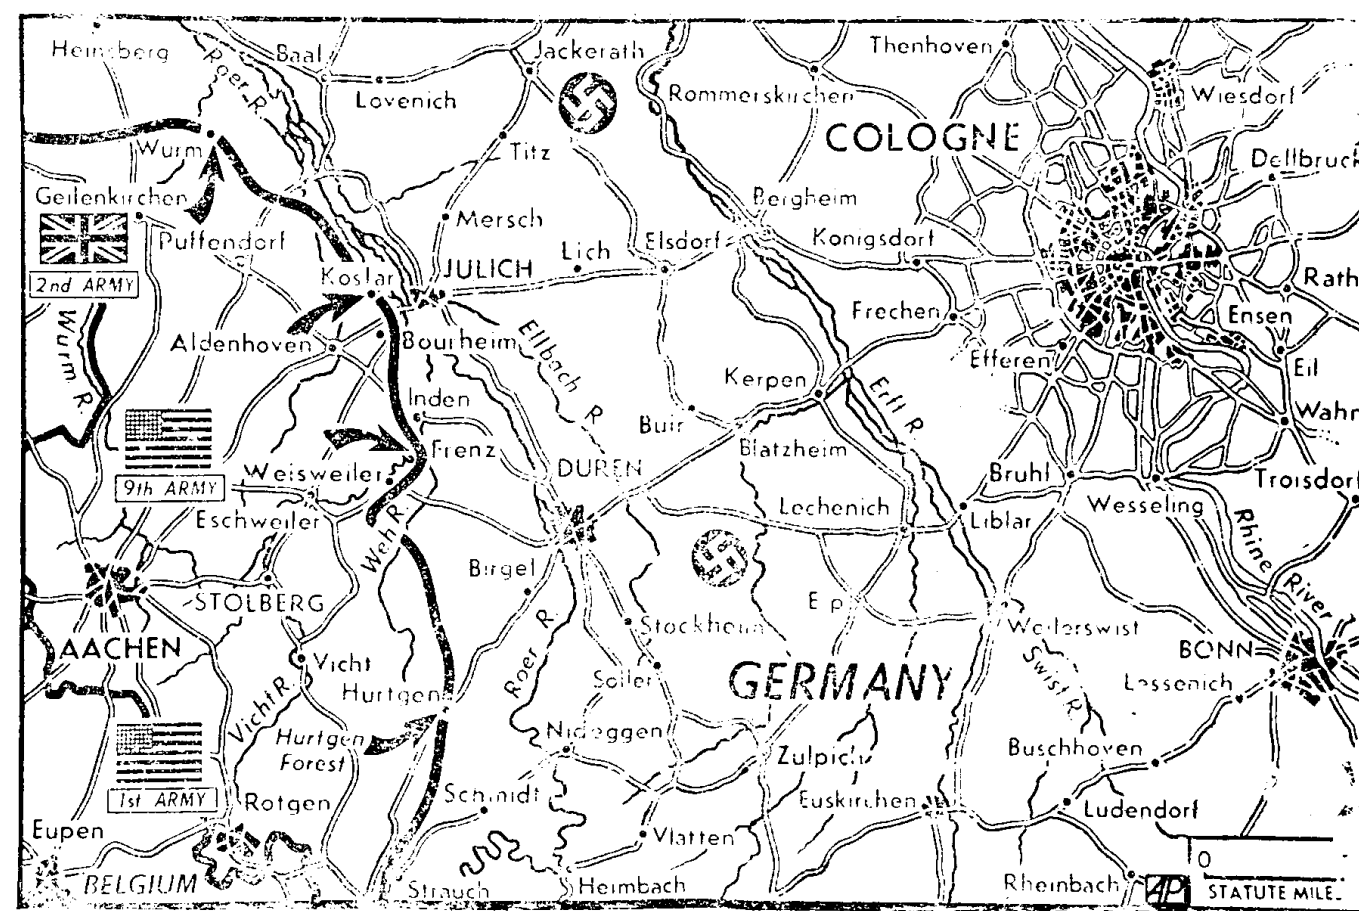 Heinsberg
Baal
Jackerath
Thenhoven
Roer R.
Lovenich
Rommerskirchen
Wiesdorf
COLOGNE
Wurm
Titz
Dellbruck
Geilenkirchen
Bergheim
Mersch
Puffendorf
Lich
Elsdorf
Konigsdorf
Koslar
JULICH
Rath
2nd ARMY
Frechen
Ensen
Wurm R.
Aldenhoven
Bourheim
Ellbach R.
Efferen
Eil
Kerpen
Erft R.
Inden
Wahn
Buir
Blatzheim
Frenz
Weisweiler
DUREN
Bruhl
Troisdorf
9th ARMY
Wesseling
Eschweiler
Lechenich
Liblar
Weh R.
Rhine River
Birgel
STOLBERG
Erp
Stockheim
Weilerswist
AACHEN
BONN
Vicht
Roer R.
GERMANY
Swist R.
Soller
Lessenich
Hurtgen
Vicht R.
Hurtgen
Forest
Nideggen
Buschhoven
Zulpich
1st ARMY
Rotgen
Schmidt
Euskirchen
Ludendorf
Eupen
Vlatten
BELGIUM
Strauch
Heimbach
Rheinbach
AP
0
STATUTE MILE